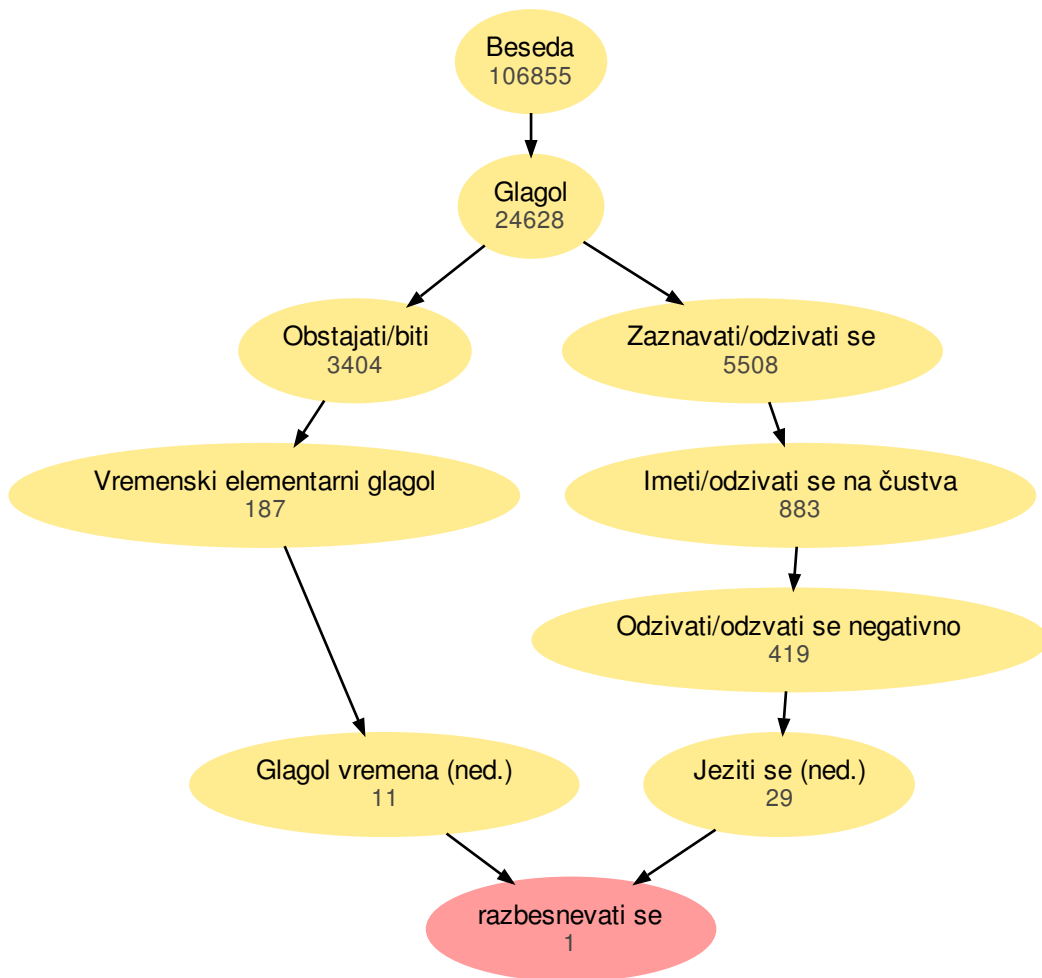 Beseda
106855
Glagol
24628
Obstajati/biti
3404
Zaznavati/odzivati se
5508
Vremenski elementarni glagol
187
Imeti/odzivati se na čustva
883
Odzivati/odzvati se negativno
419
Glagol vremena (ned.)
11
Jeziti se (ned.)
29
razbesnevati se
1